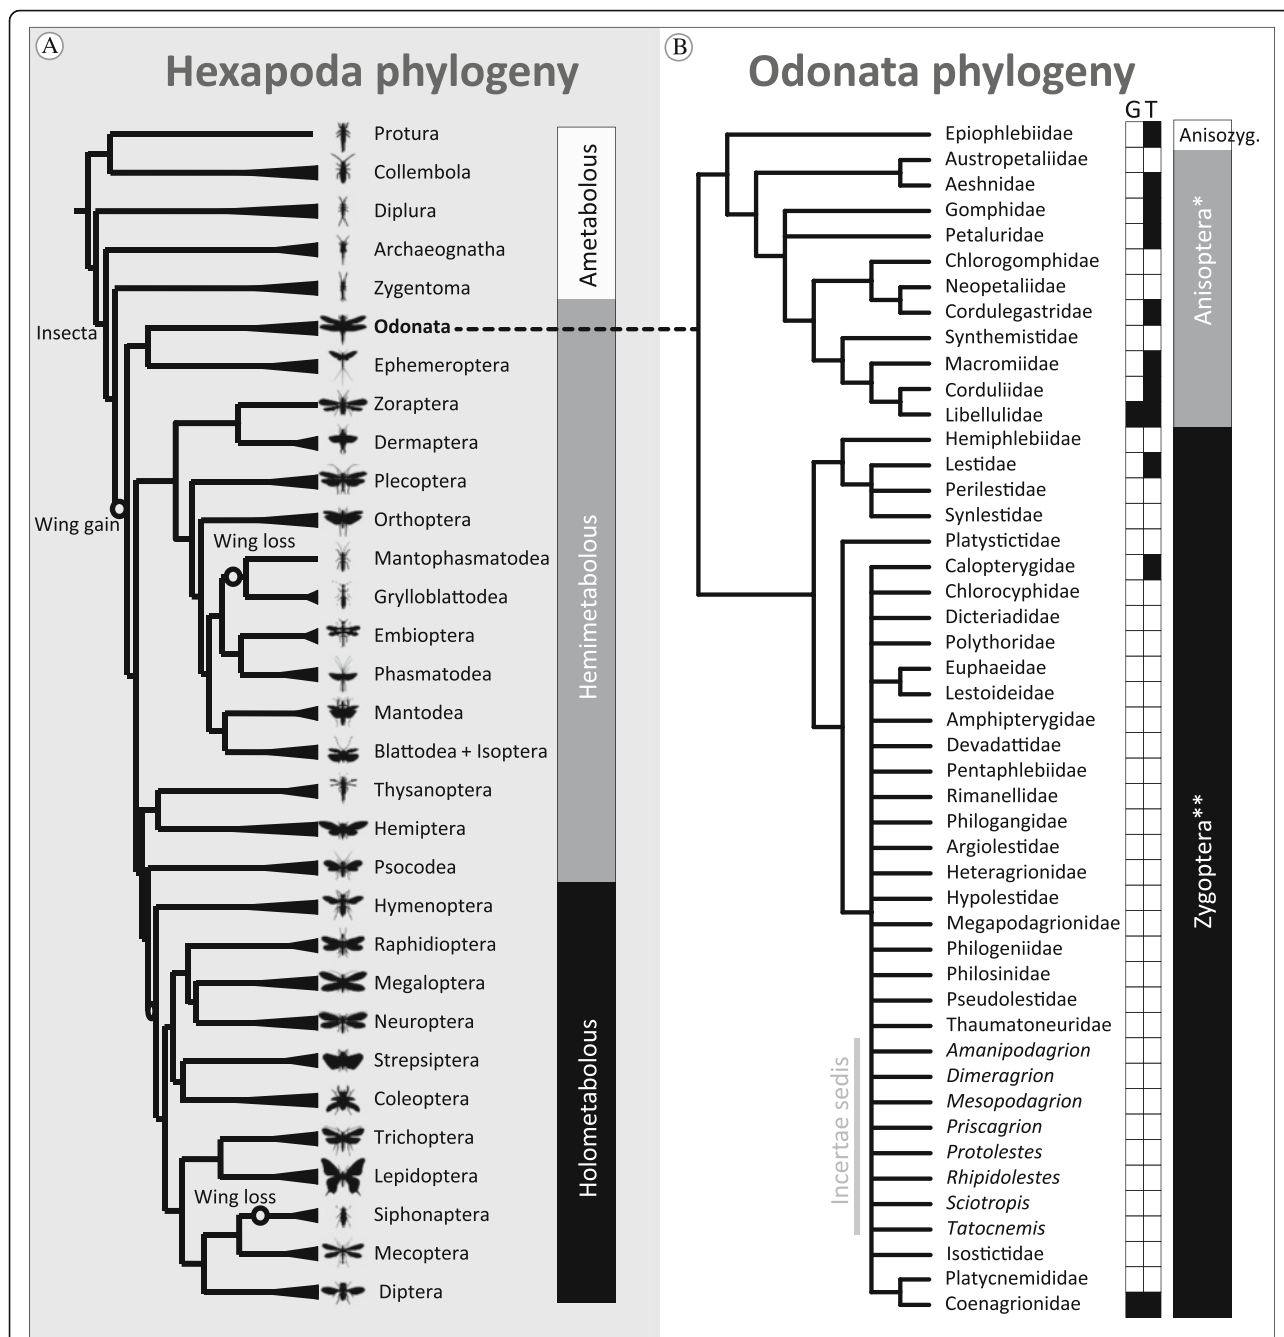 A
Hexapoda phylogeny
Protura
Collembola
Diplura
Archaeognatha
Zygentoma
Insecta
Odonata
Ephemeroptera
Zoraptera
Dermaptera
Plecoptera
Wing gain
Orthoptera
Wing loss
Mantophasmatodea
Grylloblattodea
Embioptera
Phasmatodea
Mantodea
Blattodea + Isoptera
Thysanoptera
Hemiptera
Psocodea
Hymenoptera
Raphidioptera
Megaloptera
Neuroptera
Strepsiptera
Coleoptera
Trichoptera
Lepidoptera
Wing loss
Siphonaptera
Mecoptera
Diptera
Ametabolous
Hemimetabolous
Holometabolous
B
Odonata phylogeny
G T
Epiophlebiidae
Austropetaliidae
Aeshnidae
Gomphidae
Petaluridae
Chlorogomphidae
Neopetaliidae
Cordulegastridae
Synthemistidae
Macromiidae
Corduliidae
Libellulidae
Hemiphlebiidae
Lestidae
Perilestidae
Synlestidae
Platystictidae
Calopterygidae
Chlorocyphidae
Dicteriadidae
Polythoridae
Euphaeidae
Lestoideidae
Amphipterygidae
Devadattidae
Pentaphlebiidae
Rimanellidae
Philogangidae
Argiolestidae
Heteragrionidae
Hypolestidae
Megapodagrionidae
Philogeniidae
Philosinidae
Pseudolestidae
Thaumatoneuridae
Amanipodagrion
Dimeragrion
Mesopodagrion
Priscagrion
Protolestes
Rhipidolestes
Sciotropis
Tatocnemis
Isostictidae
Platycnemididae
Coenagrionidae
Incertae sedis
Anisozyg.
Anisoptera*
Zygoptera**